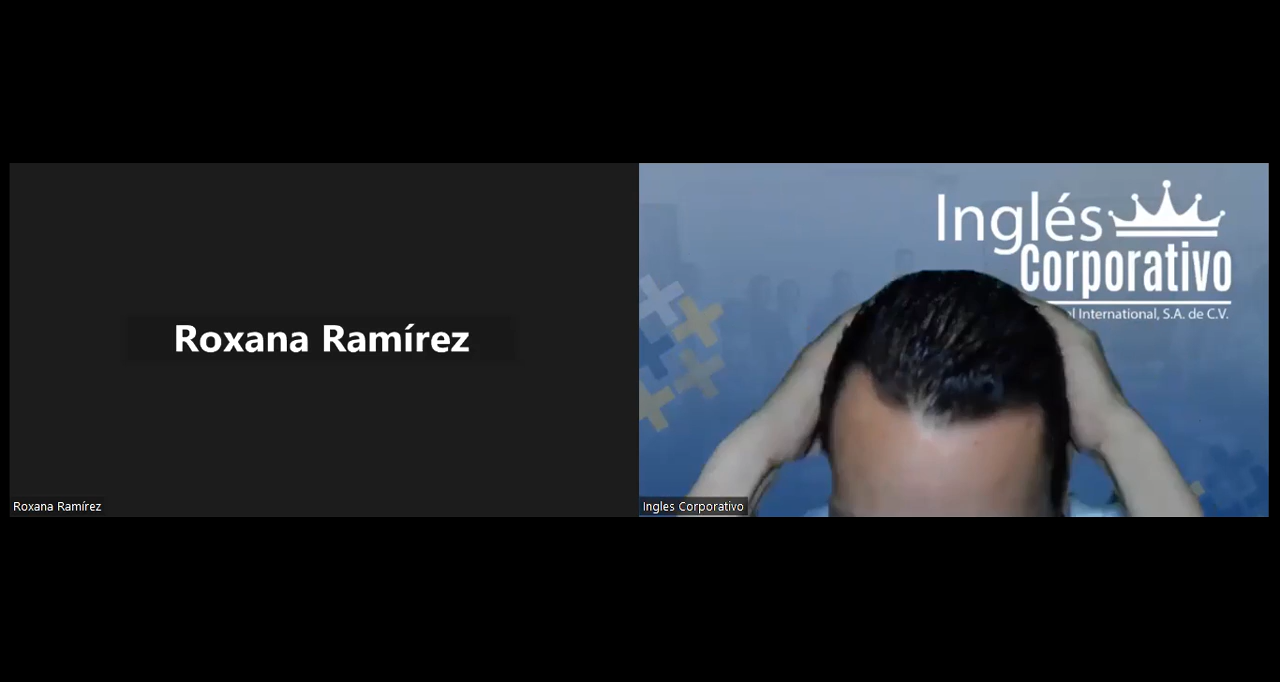 Roxana Ramírez
Roxana Ramírez
Inglés
Corporativo
International, S.A. de C.V.
Ingles Corporativo